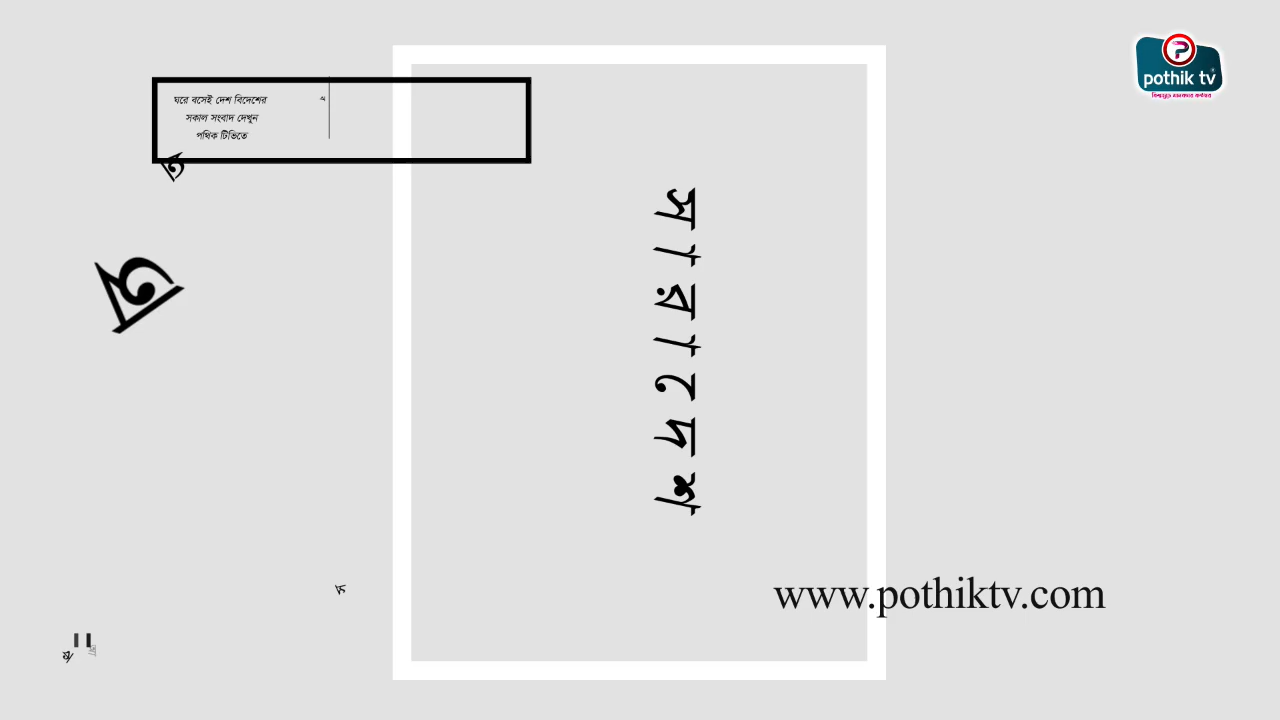 pothik tv
ঘরে বসেই দেশ বিদেশের
সকাল সংবাদ দেখুন
পথিক টিভিতে
এ
ত
ত
সারাদেশ
www.pothiktv.com
ক